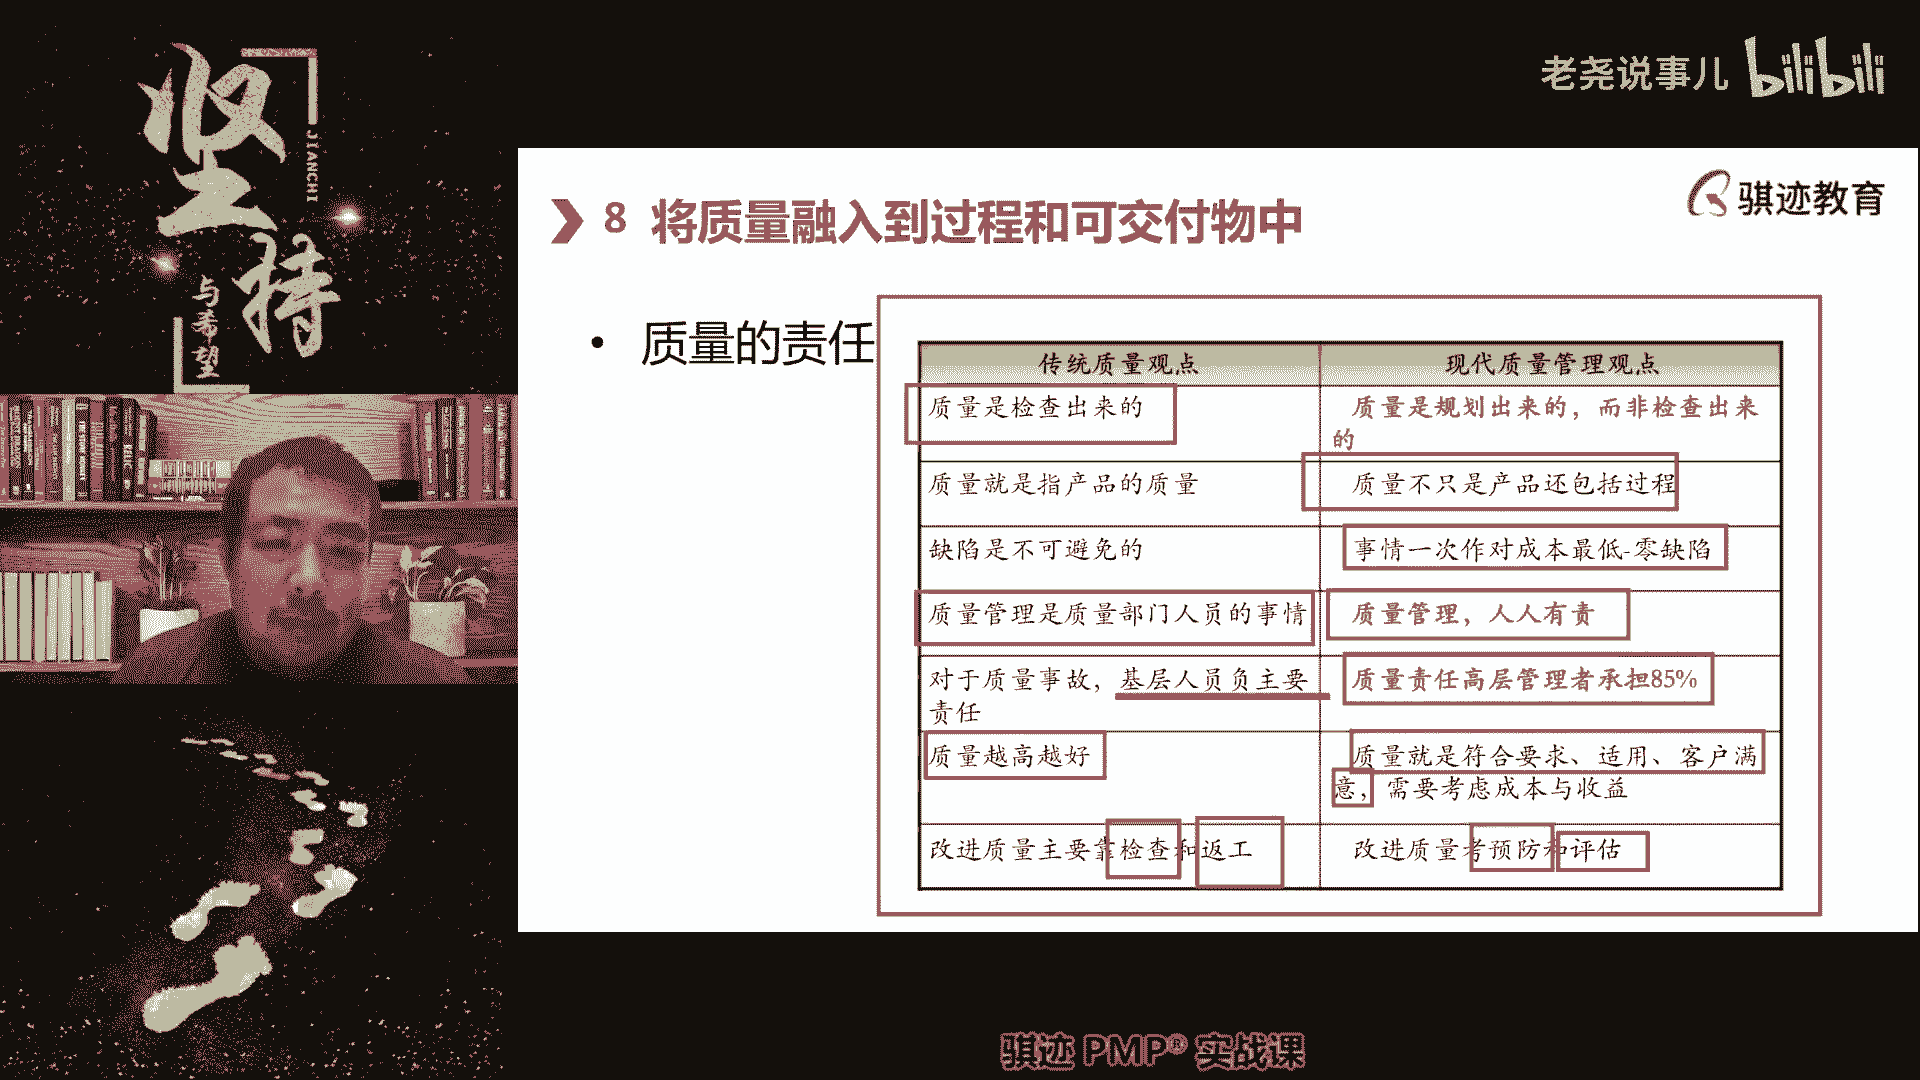 坚持
JIANCHI
与希望
老尧说事儿 bilibili
骐迹教育
8 将质量融入到过程和可交付物中
• 质量的责任
传统质量观点 现代质量管理观点
质量是检查出来的 质量是规划出来的，而非检查出来
的
质量就是指产品的质量 质量不只是产品还包括过程
缺陷是不可避免的 事情一次作对成本最低-零缺陷
质量管理是质量部门人员的事情 质量管理，人人有责
对于质量事故，基层人员负主要 质量责任高层管理者承担85%
责任
质量越高越好 质量就是符合要求、适用、客户满
意，需要考虑成本与收益
改进质量主要靠检查和返工 改进质量考预防和评估
骐迹 PMP® 实战课